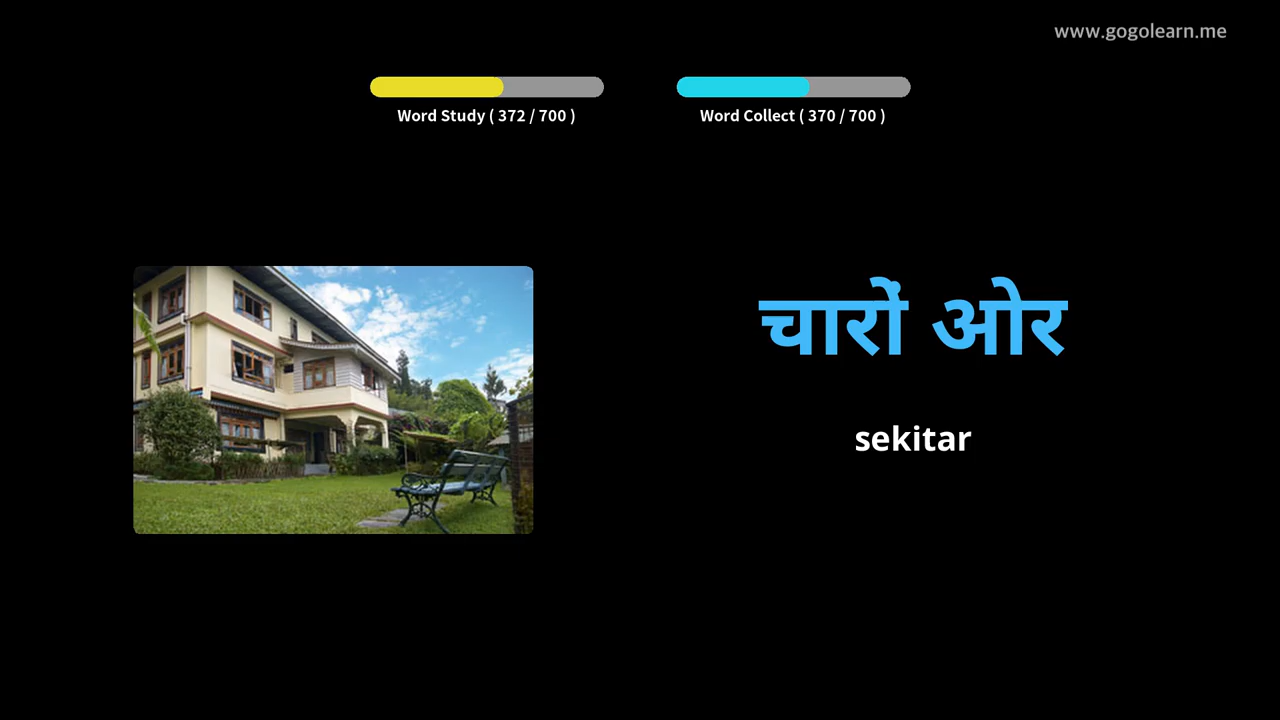 www.gogolearn.me
Word Study ( 372 / 700 )
Word Collect ( 370 / 700 )
चारों ओर
sekitar